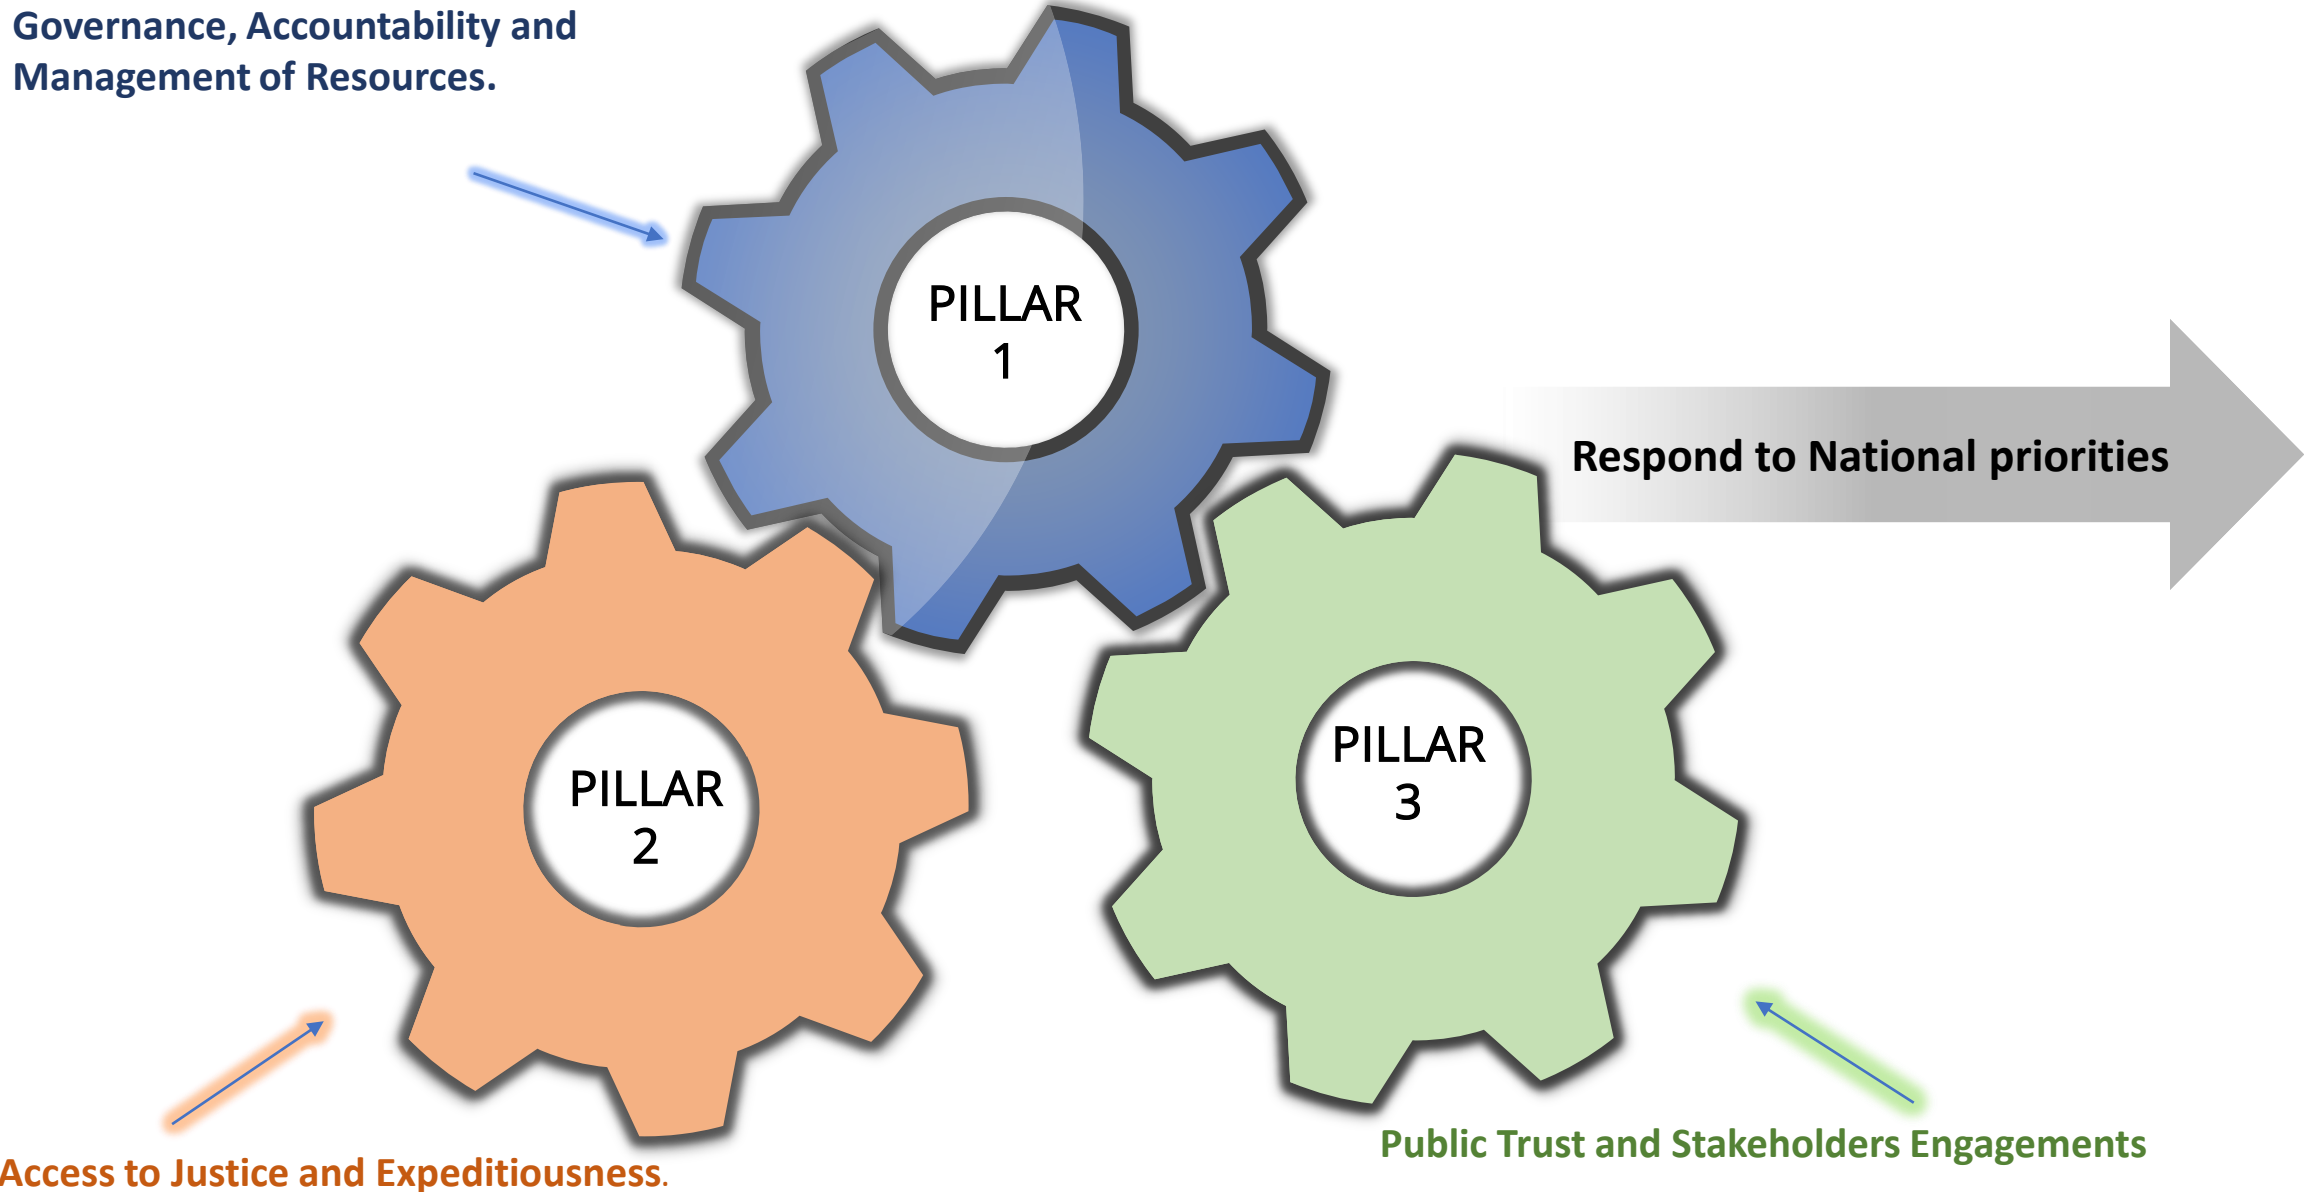 Governance, Accountability and
Management of Resources.
PILLAR
1
Respond to National priorities
PILLAR
2
PILLAR
3
Public Trust and Stakeholders Engagements
Access to Justice and Expeditiousness.